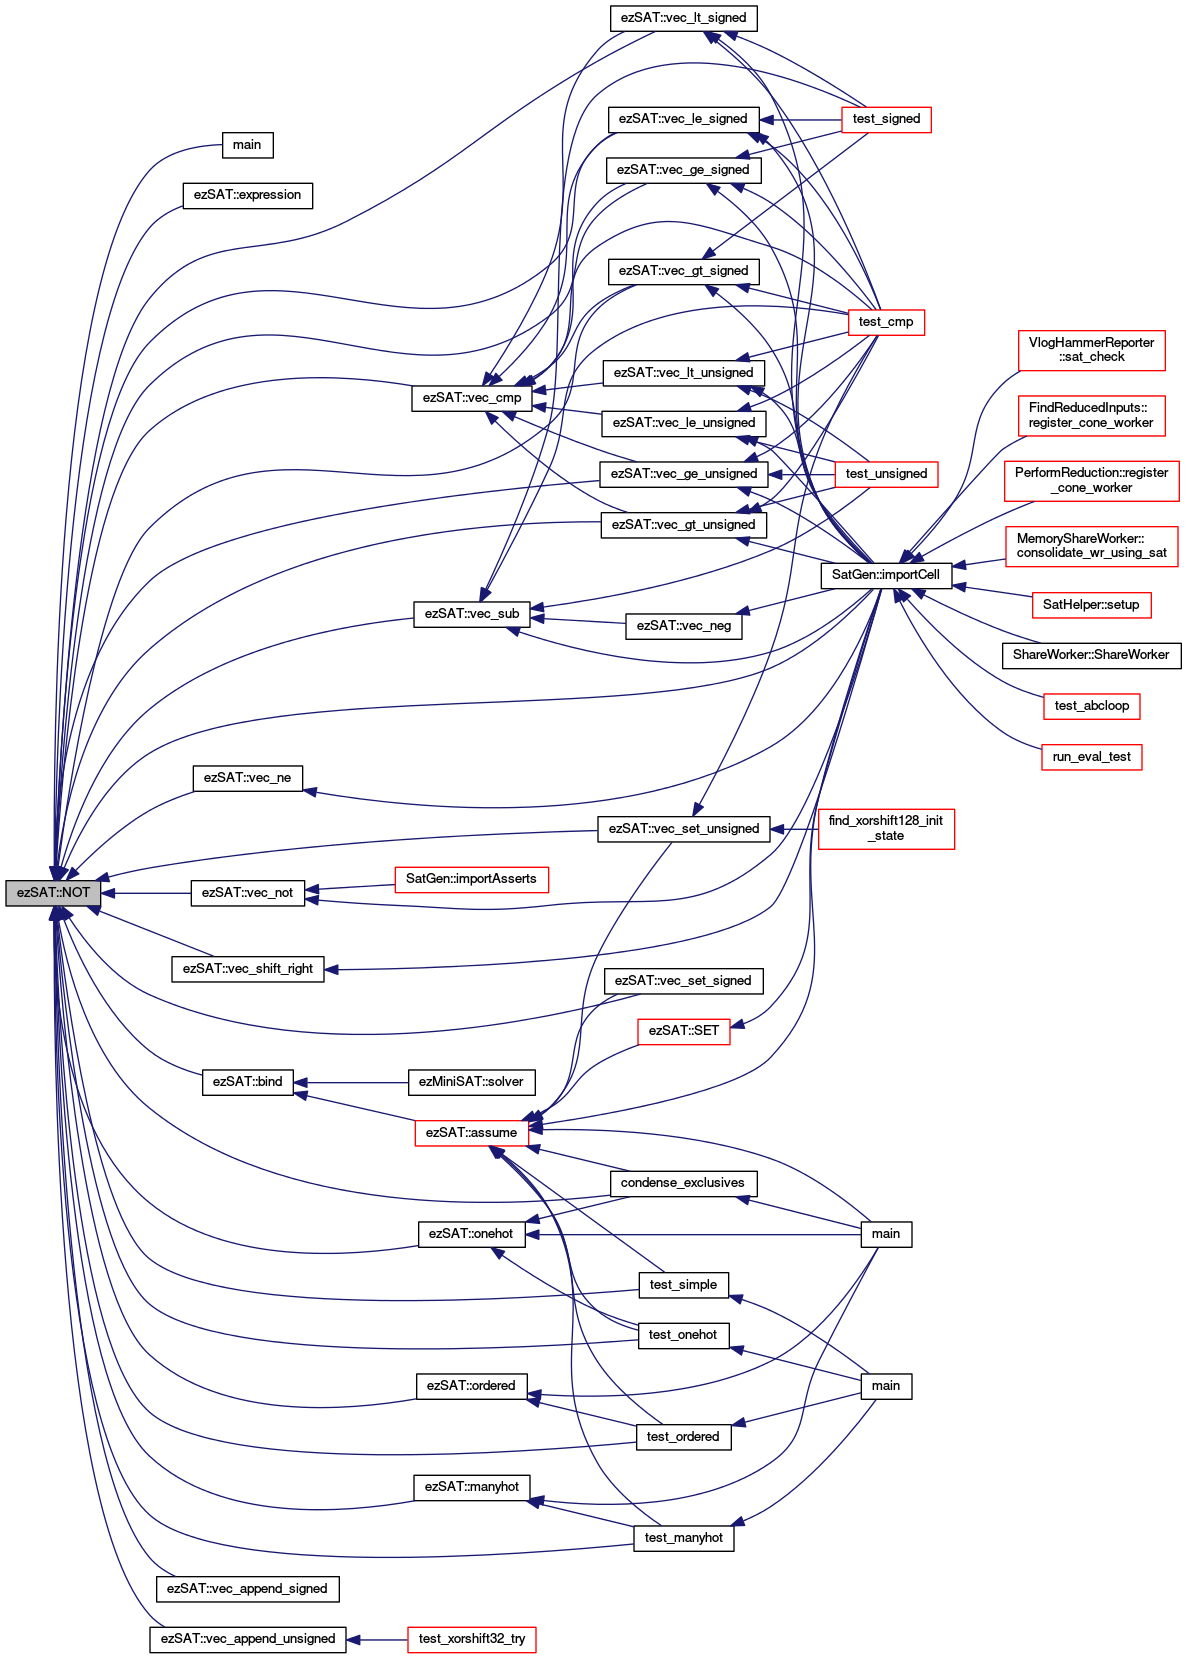 ezSAT::vec_lt_signed
ezSAT::vec_le_signed
test_signed
main
ezSAT::vec_ge_signed
ezSAT::expression
ezSAT::vec_gt_signed
test_cmp
VlogHammerReporter
::sat_check
ezSAT::vec_lt_unsigned
ezSAT::vec_cmp
FindReducedInputs::
register_cone_worker
ezSAT::vec_le_unsigned
ezSAT::vec_ge_unsigned
test_unsigned
PerformReduction::register
_cone_worker
ezSAT::vec_gt_unsigned
MemoryShareWorker::
consolidate_wr_using_sat
SatGen::importCell
SatHelper::setup
ezSAT::vec_sub
ezSAT::vec_neg
ShareWorker::ShareWorker
test_abcloop
run_eval_test
ezSAT::vec_ne
ezSAT::vec_set_unsigned
find_xorshift128_init
_state
SatGen::importAsserts
ezSAT::NOT
ezSAT::vec_not
ezSAT::vec_shift_right
ezSAT::vec_set_signed
ezSAT::SET
ezSAT::bind
ezMiniSAT::solver
ezSAT::assume
condense_exclusives
ezSAT::onehot
main
test_simple
test_onehot
ezSAT::ordered
main
test_ordered
ezSAT::manyhot
test_manyhot
ezSAT::vec_append_signed
ezSAT::vec_append_unsigned
test_xorshift32_try